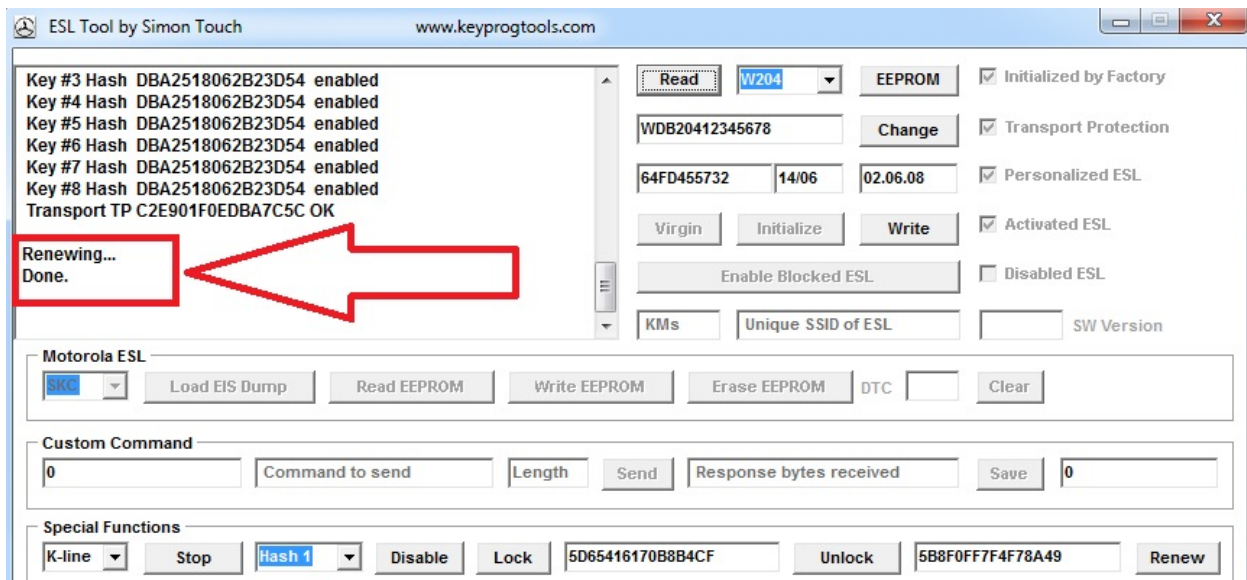 ESL Tool by Simon Touch www.keyprogtools.com
Key #3 Hash DBA2518062B23D54 enabled
Key #4 Hash DBA2518062B23D54 enabled
Key #5 Hash DBA2518062B23D54 enabled
Key #6 Hash DBA2518062B23D54 enabled
Key #7 Hash DBA2518062B23D54 enabled
Key #8 Hash DBA2518062B23D54 enabled
Transport TP C2E901F0EDBA7C5C OK
Renewing...
Done.
Read W204 EEPROM Initialized by Factory
WDB20412345678 Change Transport Protection
64FD455732 14/06 02.06.08 Personalized ESL
Virgin Initialize Write Activated ESL
Enable Blocked ESL Disabled ESL
KMs Unique SSID of ESL SW Version
Motorola ESL
SKC Load EIS Dump Read EEPROM Write EEPROM Erase EEPROM DTC Clear
Custom Command
0 Command to send Length Send Response bytes received Save 0
Special Functions
K-line Stop Hash 1 Disable Lock 5D65416170B8B4CF Unlock 5B8F0FF7F4F78A49 Renew